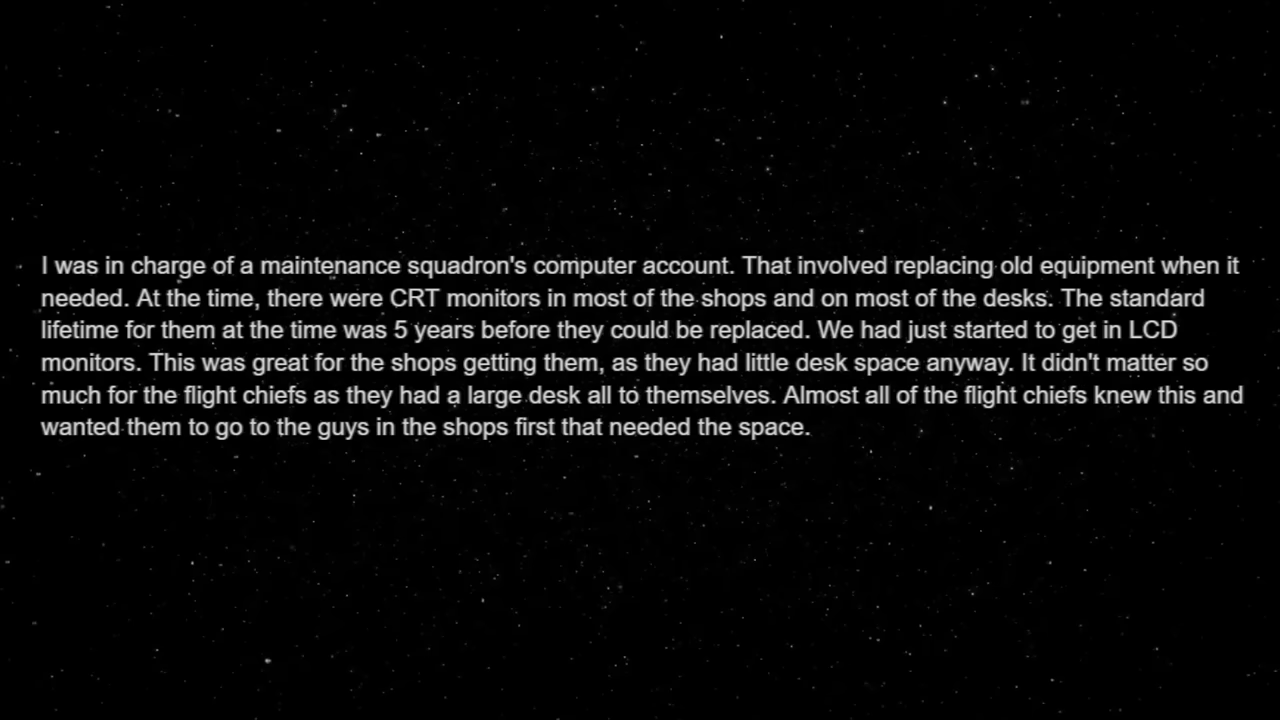 I was in charge of a maintenance squadron's computer account. That involved replacing old equipment when it
needed. At the time, there were CRT monitors in most of the shops and on most of the desks. The standard
lifetime for them at the time was 5 years before they could be replaced. We had just started to get in LCD
monitors. This was great for the shops getting them, as they had little desk space anyway. It didn't matter so
much for the flight chiefs as they had a large desk all to themselves. Almost all of the flight chiefs knew this and
wanted them to go to the guys in the shops first that needed the space.